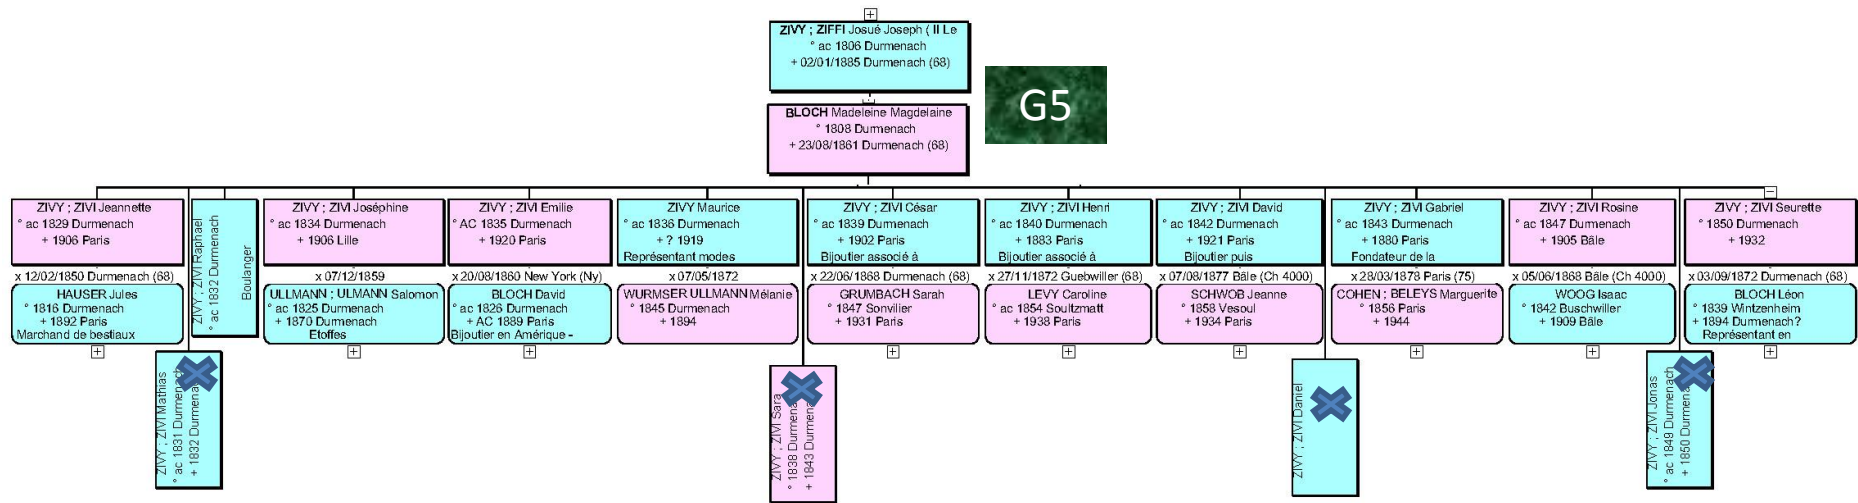 ZIVY ; ZIFFI Josué Joseph ( II Le
° ac 1806 Durmenach
+ 02/01/1885 Durmenach (68)
G5
BLOCH Madeleine Magdelaine
° 1808 Durmenach
+ 23/08/1861 Durmenach (68)
ZIVY ; ZIVI Jeannette
° ac 1829 Durmenach
+ 1906 Paris
x 12/02/1850 Durmenach (68)
HAUSER Jules
° 1816 Durmenach
+ 1892 Paris
Marchand de bestiaux
ZIVY ; ZIVI Mathias
° ac 1831 Durmenach
+ 1832 Durmena
ZIVY ; ZIVI Raphael
° ac 1832 Durmenach
Boulanger
ZIVY ; ZIVI Joséphine
° ac 1834 Durmenach
+ 1906 Lille
x 07/12/1859
ULLMANN ; ULMANN Salomon
° ac 1825 Durmenach
+ 1870 Durmenach
Etoffes
ZIVY ; ZIVI Emilie
° AC 1835 Durmenach
+ 1920 Paris
x 20/08/1860 New York (Ny)
BLOCH David
° ac 1826 Durmenach
+ AC 1889 Paris
Bijoutier en Amérique -
ZIVY Maurice
° ac 1836 Durmenach
+ ? 1919
Représentant modes
x 07/05/1872
WURMSER ULLMANN Mélanie
° 1845 Durmenach
+ 1894
ZIVY ; ZIVI Sara
° 1838 Durmena
+ 1843 Durmena
ZIVY ; ZIVI César
° ac 1839 Durmenach
+ 1902 Paris
Bijoutier associé à
x 22/06/1868 Durmenach (68)
GRUMBACH Sarah
° 1847 Sonvilier
+ 1931 Paris
ZIVY ; ZIVI Henri
° ac 1840 Durmenach
+ 1883 Paris
Bijoutier associé à
x 27/11/1872 Guebwiller (68)
LEVY Caroline
° ac 1854 Soultzmatt
+ 1938 Paris
ZIVY ; ZIVI David
° ac 1842 Durmenach
+ 1921 Paris
Bijoutier puis
x 07/08/1877 Bâle (Ch 4000)
SCHWOB Jeanne
° 1858 Vesoul
+ 1934 Paris
ZIVY ; ZIVI Daniel
ZIVY ; ZIVI Gabriel
° ac 1843 Durmenach
+ 1880 Paris
Fondateur de la
x 28/03/1878 Paris (75)
COHEN ; BELEYS Marguerite
° 1856 Paris
+ 1944
ZIVY ; ZIVI Rosine
° ac 1847 Durmenach
+ 1905 Bâle
x 05/06/1868 Bâle (Ch 4000)
WOOG Isaac
° 1842 Buschwiller
+ 1909 Bâle
ZIVY ; ZIVI Jonas
° ac 1849 Durmenach
+ 1850 Durmena
ZIVY ; ZIVI Seurette
° 1850 Durmenach
+ 1932
x 03/09/1872 Durmenach (68)
BLOCH Léon
° 1839 Wintzenheim
+ 1894 Durmenach?
Représentant en